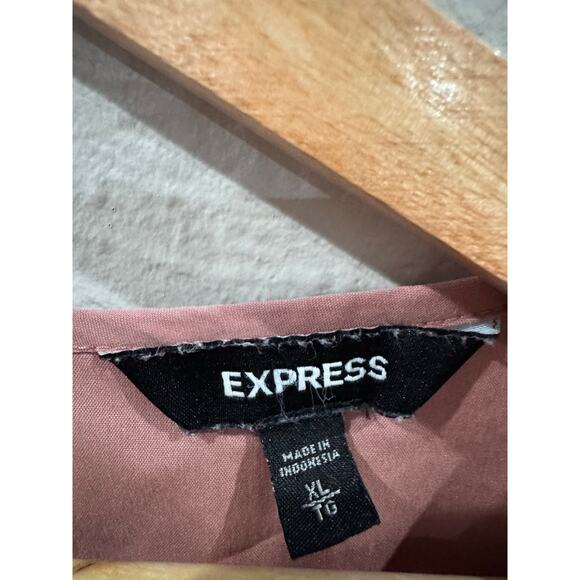 EXPRESS
MADE IN
INDONESIA
XL
TG